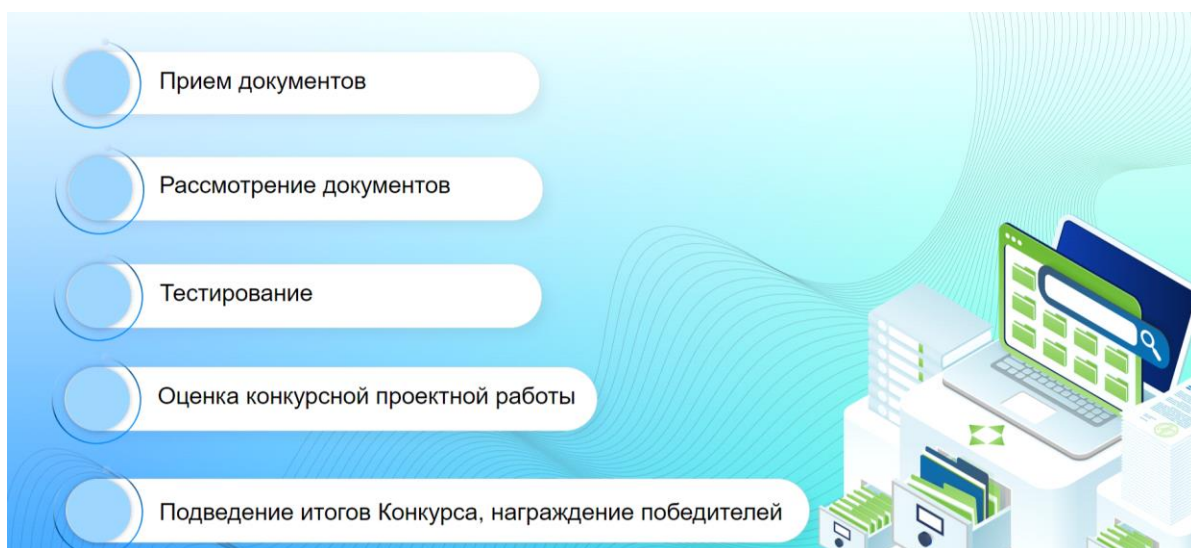 Прием документов
Рассмотрение документов
Тестирование
Оценка конкурсной проектной работы
Подведение итогов Конкурса, награждение победителей